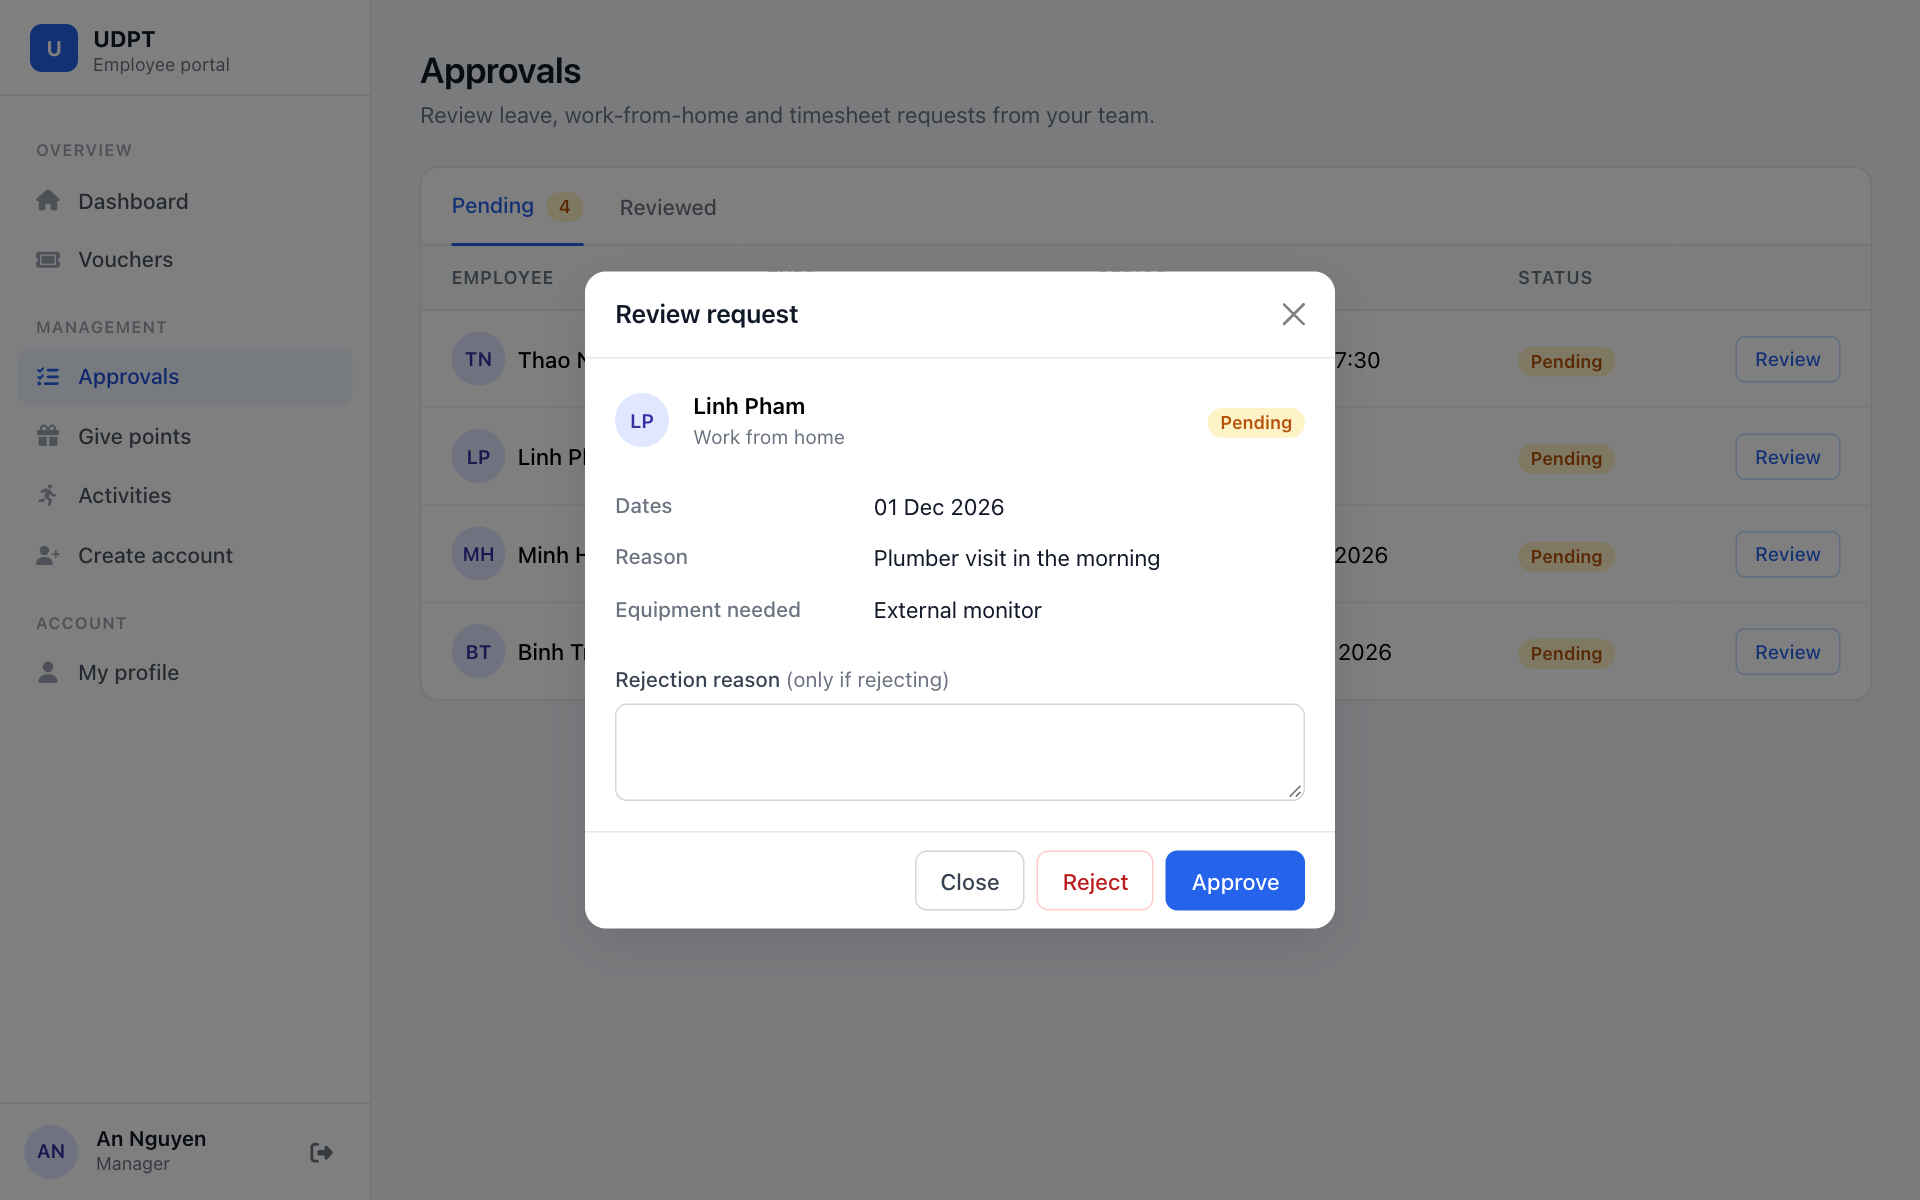 U
UDPT
Employee portal
OVERVIEW
Dashboard
Vouchers
MANAGEMENT
Approvals
Give points
Activities
Create account
ACCOUNT
My profile
AN
An Nguyen
Manager
Approvals
Review leave, work-from-home and timesheet requests from your team.
Pending 4 Reviewed
EMPLOYEE STATUS
TN Thao 7:30 Pending Review
LP Linh Pending Review
MH Minh 2026 Pending Review
BT Binh 2026 Pending Review
Review request
LP
Linh Pham
Work from home
Pending
Dates 01 Dec 2026
Reason Plumber visit in the morning
Equipment needed External monitor
Rejection reason (only if rejecting)
Close Reject Approve